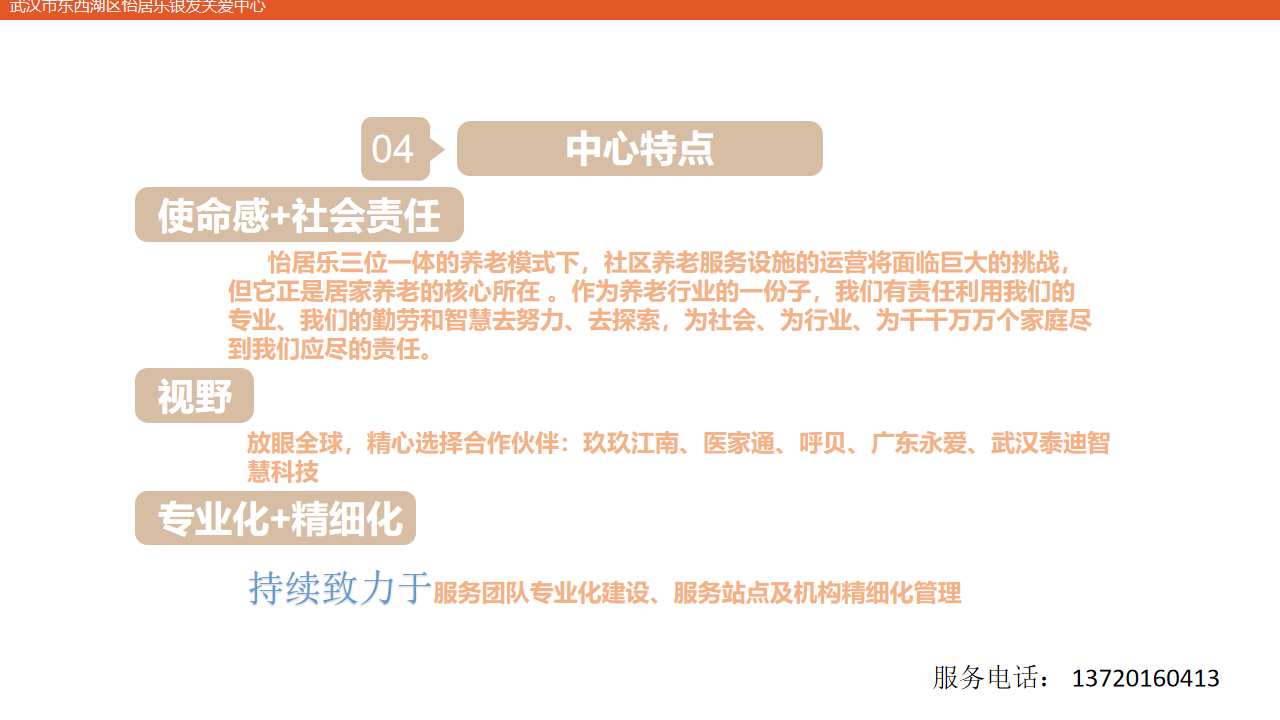 武汉市东西湖区怡居乐银发关爱中心
04
中心特点
使命感+社会责任
怡居乐三位一体的养老模式下，社区养老服务设施的运营将面临巨大的挑战，
但它正是居家养老的核心所在 。作为养老行业的一份子，我们有责任利用我们的
专业、我们的勤劳和智慧去努力、去探索，为社会、为行业、为千千万万个家庭尽
到我们应尽的责任。
视野
放眼全球，精心选择合作伙伴：玖玖江南、医家通、呼贝、广东永爱、武汉泰迪智
慧科技
专业化+精细化
持续致力于服务团队专业化建设、服务站点及机构精细化管理
服务电话： 13720160413